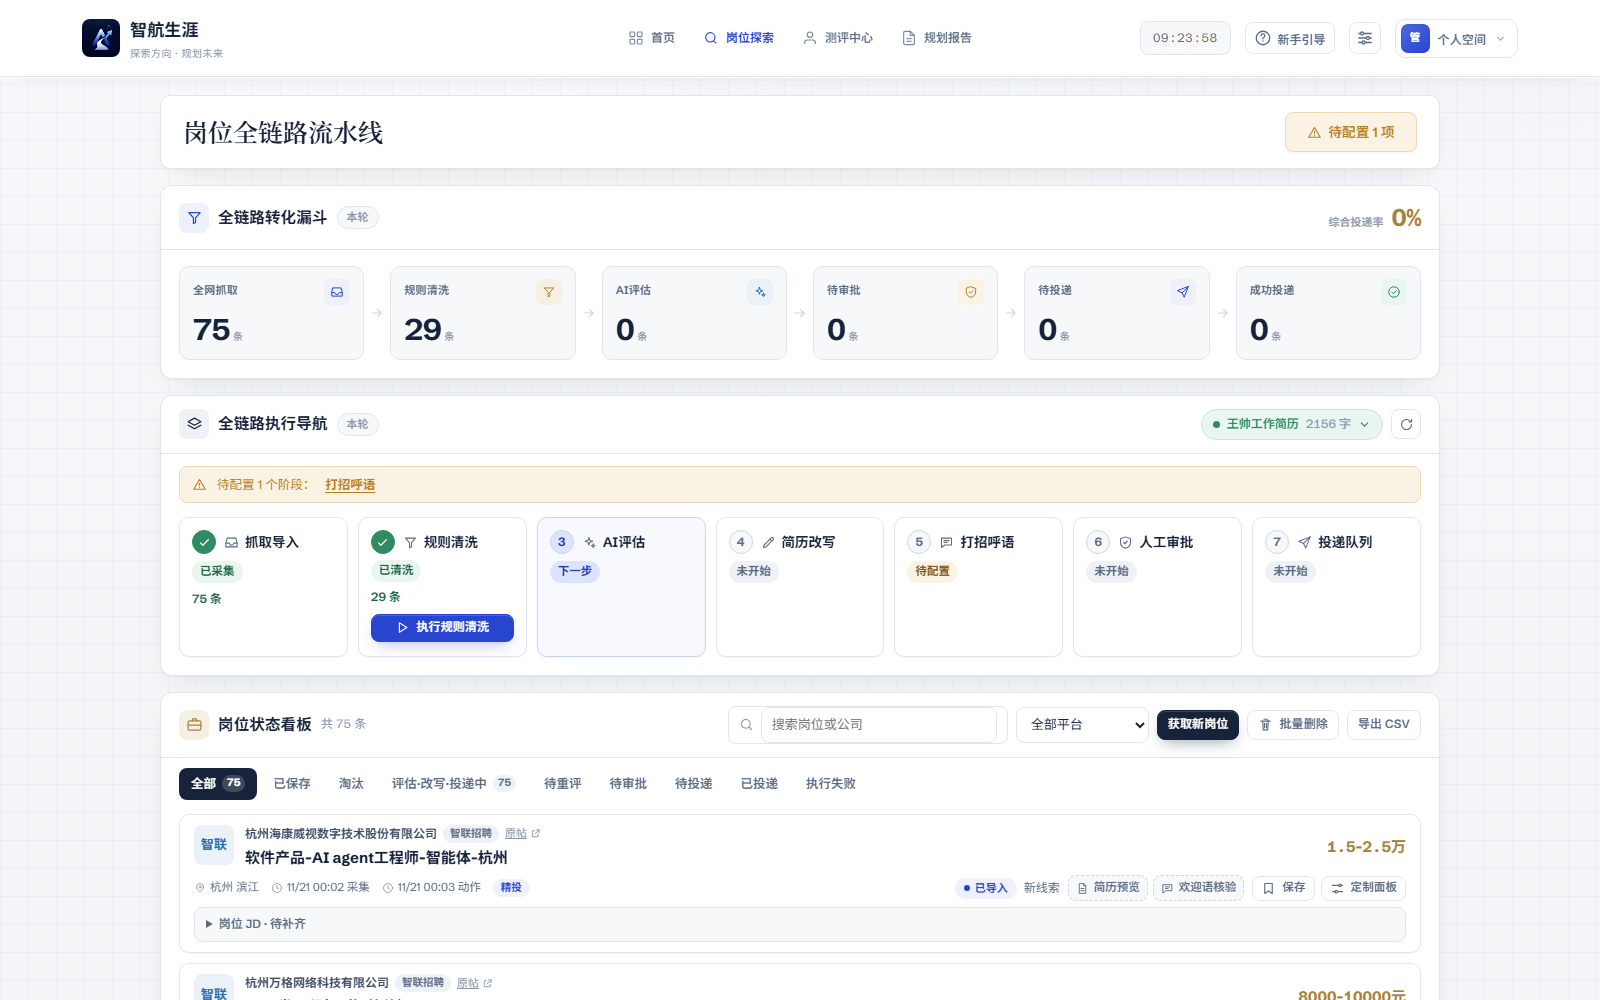 智航生涯
探索方向 · 规划未来
首页
岗位探索
测评中心
规划报告
09:23:58
新手引导
管
个人空间
岗位全链路流水线
待配置 1 项
全链路转化漏斗
本轮
综合投递率 0%
全网抓取
75 条
规则清洗
29 条
AI评估
0 条
待审批
0 条
待投递
0 条
成功投递
0 条
全链路执行导航
本轮
王帅工作简历 2156 字
待配置 1 个阶段： 打招呼语
抓取导入
已采集
75 条
规则清洗
已清洗
29 条
执行规则清洗
3 AI评估
下一步
4 简历改写
未开始
5 打招呼语
待配置
6 人工审批
未开始
7 投递队列
未开始
岗位状态看板 共 75 条
搜索岗位或公司
全部平台
获取新岗位
批量删除
导出 CSV
全部 75
已保存
淘汰
评估·改写·投递中 75
待重评
待审批
待投递
已投递
执行失败
智联
杭州海康威视数字技术股份有限公司 智联招聘 原帖
软件产品-AI agent工程师-智能体-杭州
1.5-2.5万
杭州 滨江 11/21 00:02 采集 11/21 00:03 动作 精投
已导入 新线索 简历预览 欢迎语核验 保存 定制面板
岗位 JD · 待补齐
智联
杭州万格网络科技有限公司 智联招聘 原帖
8000-10000元